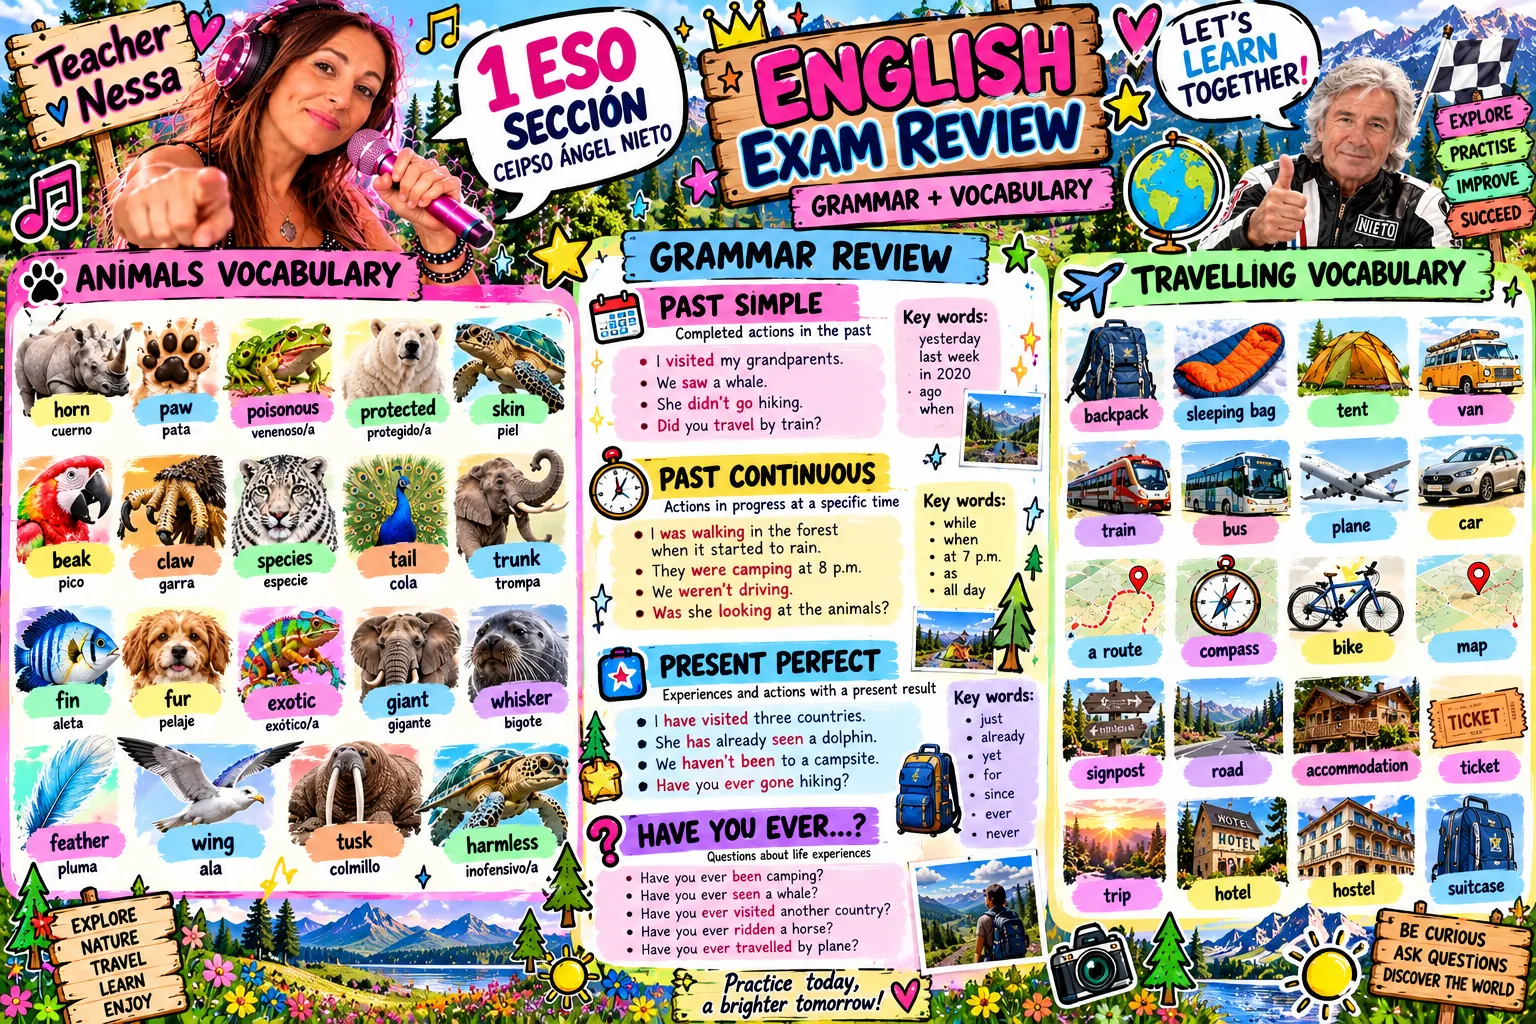 Teacher
Nessa
1 ESO
SECCIÓN
CEIPSO ÁNGEL NIETO
ENGLISH
EXAM REVIEW
GRAMMAR + VOCABULARY
LET'S
LEARN
TOGETHER!
NIETO
EXPLORE
PRACTISE
IMPROVE
SUCCEED
ANIMALS VOCABULARY
horn
cuerno
paw
pata
poisonous
venenoso/a
protected
protegido/a
skin
piel
beak
pico
claw
garra
species
especie
tail
cola
trunk
trompa
fin
aleta
fur
pelaje
exotic
exótico/a
giant
gigante
whisker
bigote
feather
pluma
wing
ala
tusk
colmillo
harmless
inofensivo/a
EXPLORE
NATURE
TRAVEL
LEARN
ENJOY
GRAMMAR REVIEW
PAST SIMPLE
Completed actions in the past
• I visited my grandparents.
• We saw a whale.
• She didn't go hiking.
• Did you travel by train?
Key words:
yesterday
last week
in 2020
• ago
• when
PAST CONTINUOUS
Actions in progress at a specific time
• I was walking in the forest
when it started to rain.
• They were camping at 8 p.m.
• We weren't driving.
• Was she looking at the animals?
Key words:
• while
• when
• at 7 p.m.
• as
• all day
PRESENT PERFECT
Experiences and actions with a present result
• I have visited three countries.
• She has already seen a dolphin.
• We haven't been to a campsite.
• Have you ever gone hiking?
Key words:
• just
• already
• yet
• for
• since
• ever
• never
HAVE YOU EVER...?
Questions about life experiences
• Have you ever been camping?
• Have you ever seen a whale?
• Have you ever visited another country?
• Have you ever ridden a horse?
• Have you ever travelled by plane?
Practice today,
a brighter tomorrow!
TRAVELLING VOCABULARY
backpack
sleeping bag
tent
van
train
bus
plane
car
a route
compass
bike
map
signpost
road
accommodation
TICKET
ticket
trip
WOTEL
HOTEL
hotel
hostel
suitcase
BE CURIOUS
ASK QUESTIONS
DISCOVER THE WORLD